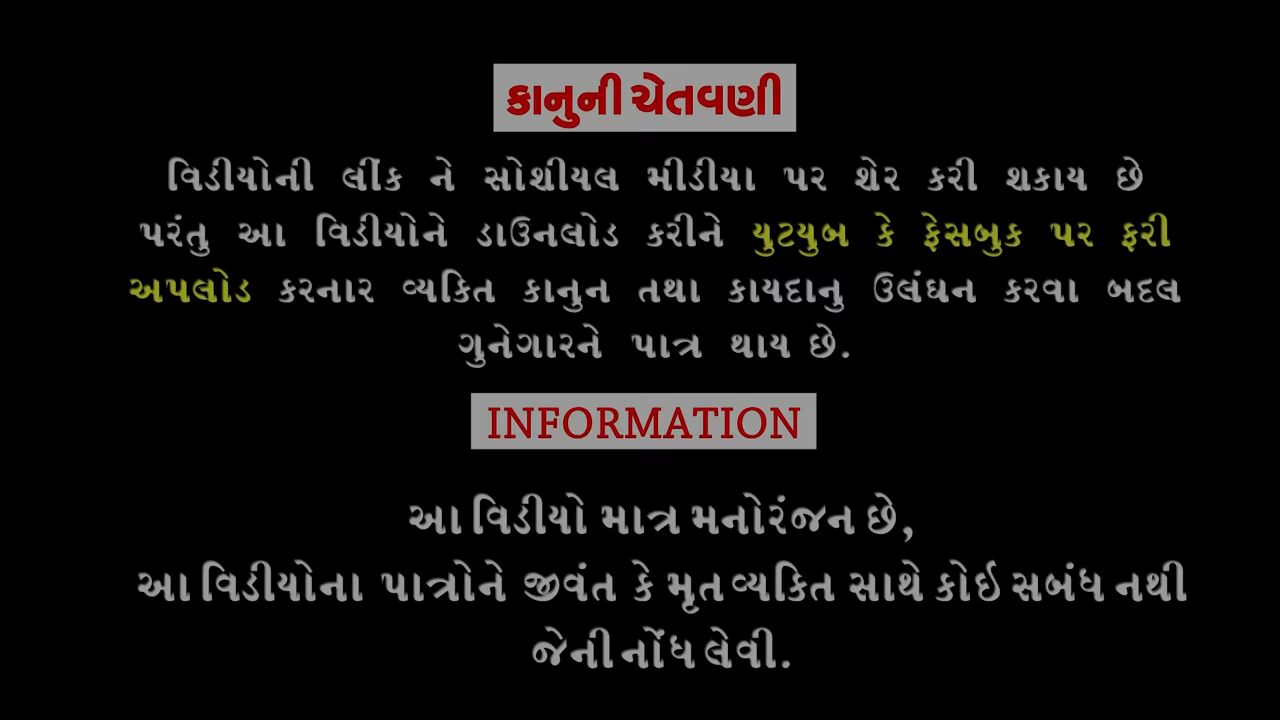 કાનુની ચેતવણી
વિડીયોની લીંક ને સોશીયલ મીડીયા પર શેર કરી શકાય છે
પરંતુ આ વિડીયોને ડાઉનલોડ કરીને યુટયુબ કે ફેસબુક પર ફરી
અપલોડ કરનાર વ્યકિત કાનુન તથા કાયદાનુ ઉલંઘન કરવા બદલ
ગુનેગારને પાત્ર થાય છે.
INFORMATION
આ વિડીયો માત્ર મનોરંજન છે,
આ વિડીયોના પાત્રોને જીવંત કે મૃત વ્યકિત સાથે કોઇ સબંધ નથી
જેની નોંધ લેવી.